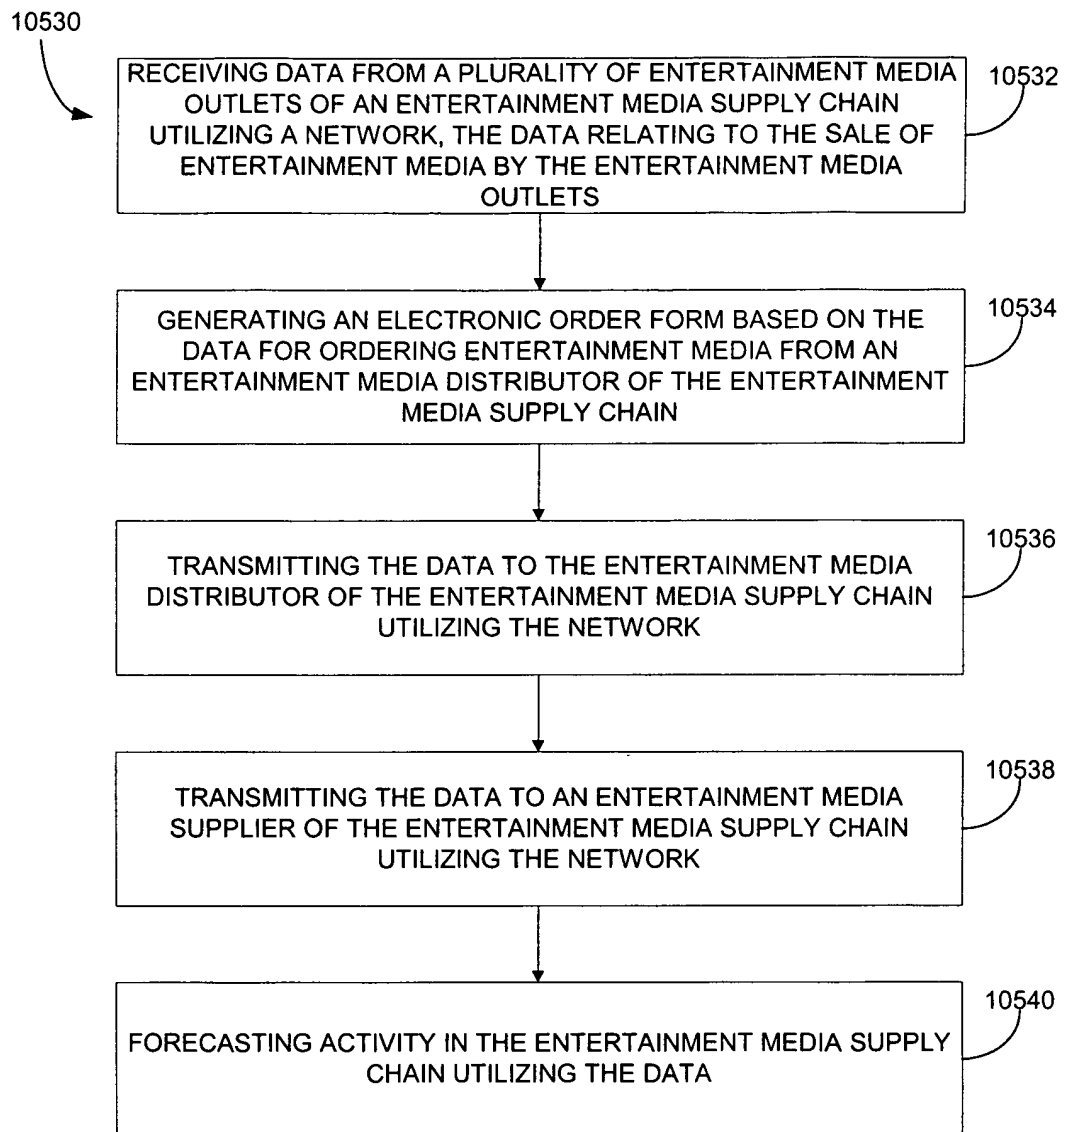 10530
RECEIVING DATA FROM A PLURALITY OF ENTERTAINMENT MEDIA
OUTLETS OF AN ENTERTAINMENT MEDIA SUPPLY CHAIN
UTILIZING A NETWORK, THE DATA RELATING TO THE SALE OF
ENTERTAINMENT MEDIA BY THE ENTERTAINMENT MEDIA
OUTLETS
10532
GENERATING AN ELECTRONIC ORDER FORM BASED ON THE
DATA FOR ORDERING ENTERTAINMENT MEDIA FROM AN
ENTERTAINMENT MEDIA DISTRIBUTOR OF THE ENTERTAINMENT
MEDIA SUPPLY CHAIN
10534
TRANSMITTING THE DATA TO THE ENTERTAINMENT MEDIA
DISTRIBUTOR OF THE ENTERTAINMENT MEDIA SUPPLY CHAIN
UTILIZING THE NETWORK
10536
TRANSMITTING THE DATA TO AN ENTERTAINMENT MEDIA
SUPPLIER OF THE ENTERTAINMENT MEDIA SUPPLY CHAIN
UTILIZING THE NETWORK
10538
FORECASTING ACTIVITY IN THE ENTERTAINMENT MEDIA SUPPLY
CHAIN UTILIZING THE DATA
10540